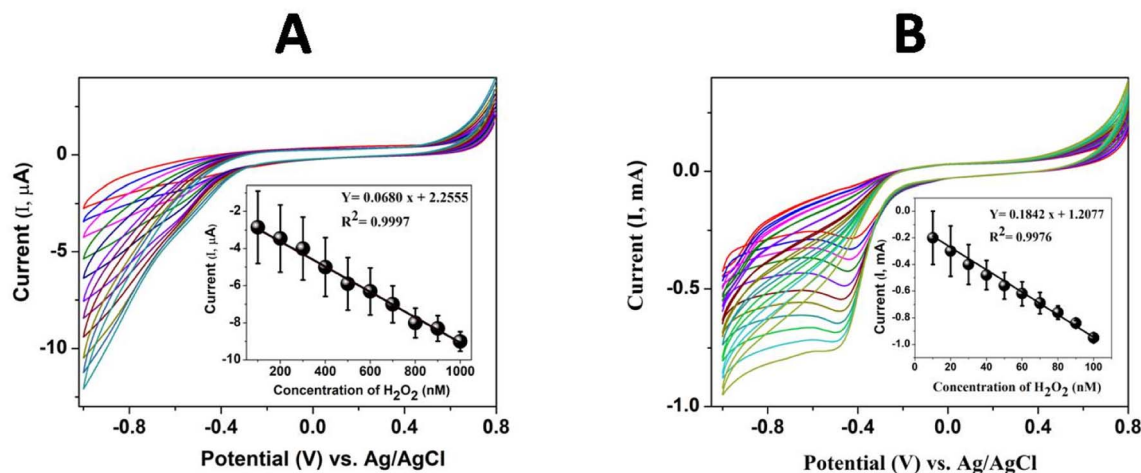 A
B
0
-5
-10
Current (I, μA)
-0.8
-0.4
0.0
0.4
0.8
Potential (V) vs. Ag/AgCl
Y= 0.0680 x + 2.2555
R²= 0.9997
-2
-4
-6
-8
-10
Current (I, μA)
200
400
600
800
1000
Concentration of H₂O₂ (nM)
0.0
-0.5
-1.0
Current (I, mA)
-0.8
-0.4
0.0
0.4
0.8
Potential (V) vs. Ag/AgCl
Y= 0.1842 x + 1.2077
R²= 0.9976
0.0
-0.2
-0.4
-0.6
-0.8
-1.0
Current (I, mA)
0
20
40
60
80
100
Concentration of H₂O₂ (nM)